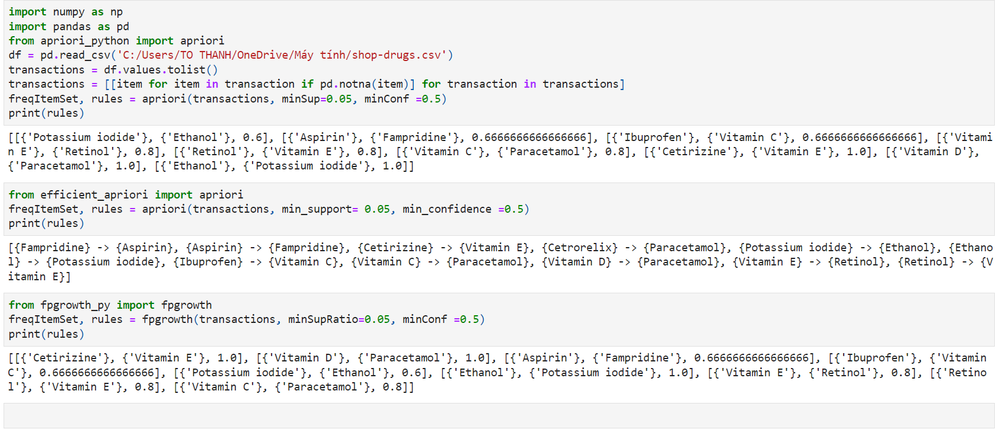 import numpy as np
import pandas as pd
from apriori_python import apriori
df = pd.read_csv('C:/Users/TO THANH/OneDrive/Máy tính/shop-drugs.csv')
transactions = df.values.tolist()
transactions = [[item for item in transaction if pd.notna(item)] for transaction in transactions]
freqItemSet, rules = apriori(transactions, minSup=0.05, minConf =0.5)
print(rules)
[[{'Potassium iodide'}, {'Ethanol'}, 0.6], [{'Aspirin'}, {'Fampridine'}, 0.6666666666666666], [{'Ibuprofen'}, {'Vitamin C'}, 0.6666666666666666], [{'Vitami
n E'}, {'Retinol'}, 0.8], [{'Retinol'}, {'Vitamin E'}, 0.8], [{'Vitamin C'}, {'Paracetamol'}, 0.8], [{'Cetirizine'}, {'Vitamin E'}, 1.0], [{'Vitamin D'},
{'Paracetamol'}, 1.0], [{'Ethanol'}, {'Potassium iodide'}, 1.0]]
from efficient_apriori import apriori
freqItemSet, rules = apriori(transactions, min_support= 0.05, min_confidence =0.5)
print(rules)
[{Fampridine} -> {Aspirin}, {Aspirin} -> {Fampridine}, {Cetirizine} -> {Vitamin E}, {Cetrorelix} -> {Paracetamol}, {Potassium iodide} -> {Ethanol}, {Ethano
l} -> {Potassium iodide}, {Ibuprofen} -> {Vitamin C}, {Vitamin C} -> {Paracetamol}, {Vitamin D} -> {Paracetamol}, {Vitamin E} -> {Retinol}, {Retinol} -> {V
itamin E}]
from fpgrowth_py import fpgrowth
freqItemSet, rules = fpgrowth(transactions, minSupRatio=0.05, minConf =0.5)
print(rules)
[[{'Cetirizine'}, {'Vitamin E'}, 1.0], [{'Vitamin D'}, {'Paracetamol'}, 1.0], [{'Aspirin'}, {'Fampridine'}, 0.6666666666666666], [{'Ibuprofen'}, {'Vitamin
C'}, 0.6666666666666666], [{'Potassium iodide'}, {'Ethanol'}, 0.6], [{'Ethanol'}, {'Potassium iodide'}, 1.0], [{'Vitamin E'}, {'Retinol'}, 0.8], [{'Retino
l'}, {'Vitamin E'}, 0.8], [{'Vitamin C'}, {'Paracetamol'}, 0.8]]